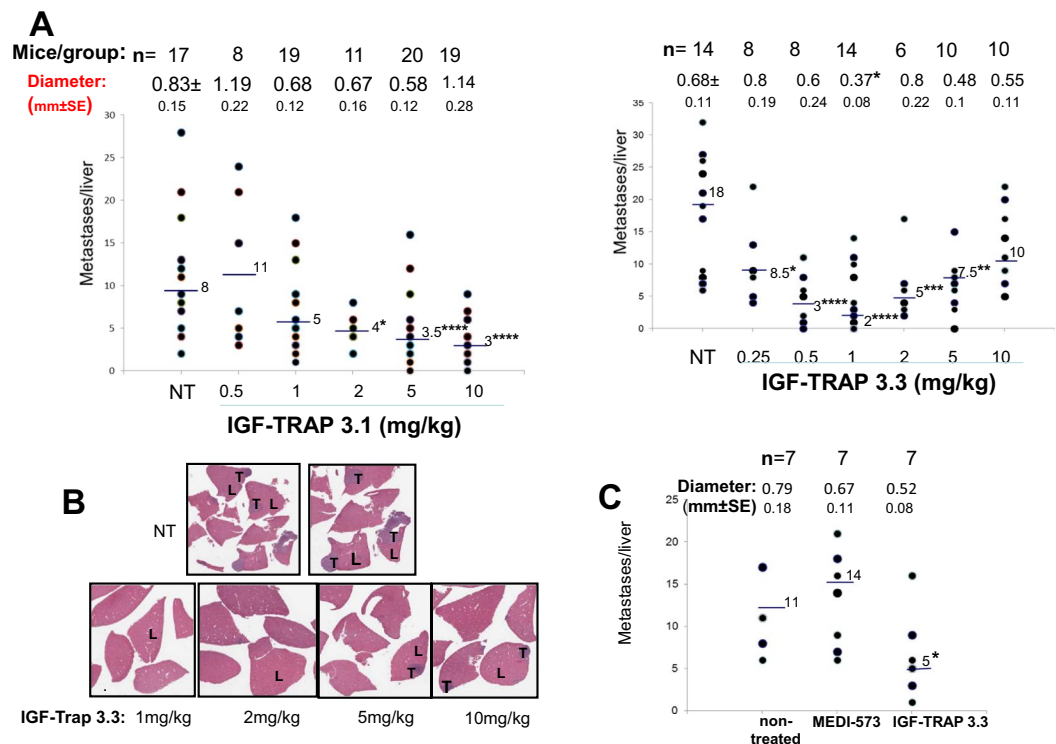 A
Mice/group: n= 17 8 19 11 20 19
Diameter: 0.83± 1.19 0.68 0.67 0.58 1.14
(mm±SE) 0.15 0.22 0.12 0.16 0.12 0.28
Metastases/liver
30
25
20
15
10
5
0
8
11
5
4*
3.5****
3****
NT 0.5 1 2 5 10
IGF-TRAP 3.1 (mg/kg)
n= 14 8 8 14 6 10 10
0.68± 0.8 0.6 0.37* 0.8 0.48 0.55
0.11 0.19 0.24 0.08 0.22 0.1 0.11
Metastases/liver
35
30
25
20
15
10
5
0
18
8.5*
3****
2****
5***
7.5**
10
NT 0.25 0.5 1 2 5 10
IGF-TRAP 3.3 (mg/kg)
B
NT
T
L
T
L
T
T
T
L
L
L
L
L
T
T
L
T
IGF-Trap 3.3: 1mg/kg 2mg/kg 5mg/kg 10mg/kg
C
n=7 7 7
Diameter: 0.79 0.67 0.52
(mm±SE) 0.18 0.11 0.08
Metastases/liver
25
20
15
10
5
0
11
14
5*
non-treated MEDI-573 IGF-TRAP 3.3